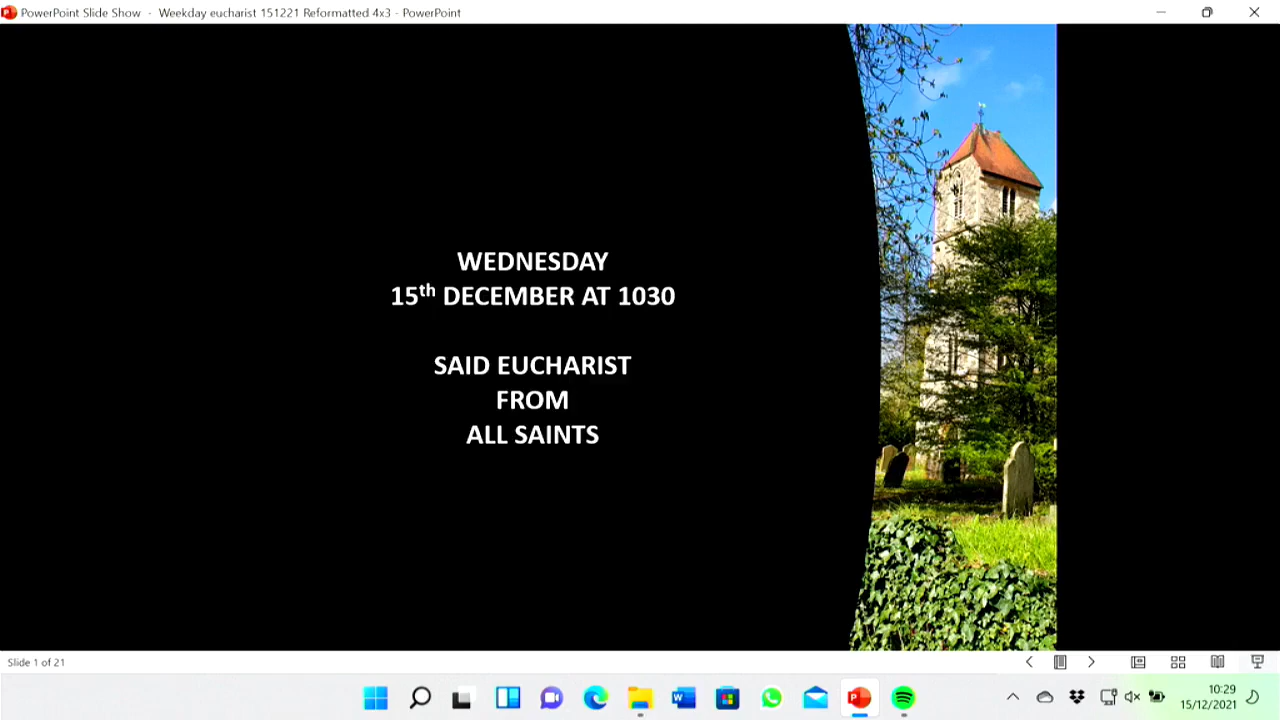 PowerPoint Slide Show - Weekday eucharist 151221 Reformatted 4x3 - PowerPoint
WEDNESDAY
15th DECEMBER AT 1030
SAID EUCHARIST
FROM
ALL SAINTS
Slide 1 of 21
10:29
15/12/2021